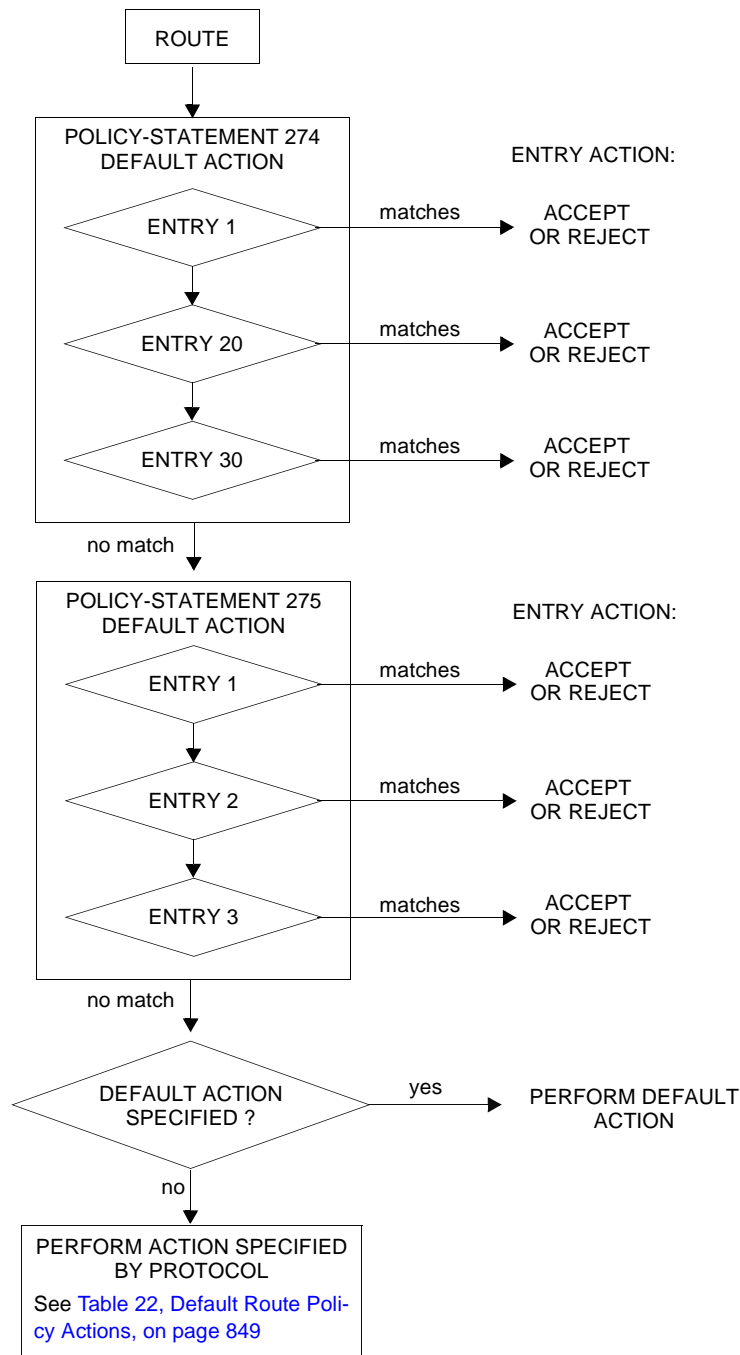 ROUTE
POLICY-STATEMENT 274
DEFAULT ACTION
ENTRY ACTION:
ENTRY 1
matches
ACCEPT
OR REJECT
ENTRY 20
matches
ACCEPT
OR REJECT
ENTRY 30
matches
ACCEPT
OR REJECT
no match
POLICY-STATEMENT 275
DEFAULT ACTION
ENTRY ACTION:
ENTRY 1
matches
ACCEPT
OR REJECT
ENTRY 2
matches
ACCEPT
OR REJECT
ENTRY 3
matches
ACCEPT
OR REJECT
no match
DEFAULT ACTION
SPECIFIED ?
yes
PERFORM DEFAULT
ACTION
no
PERFORM ACTION SPECIFIED
BY PROTOCOL
See Table 22, Default Route Poli-
cy Actions, on page 849